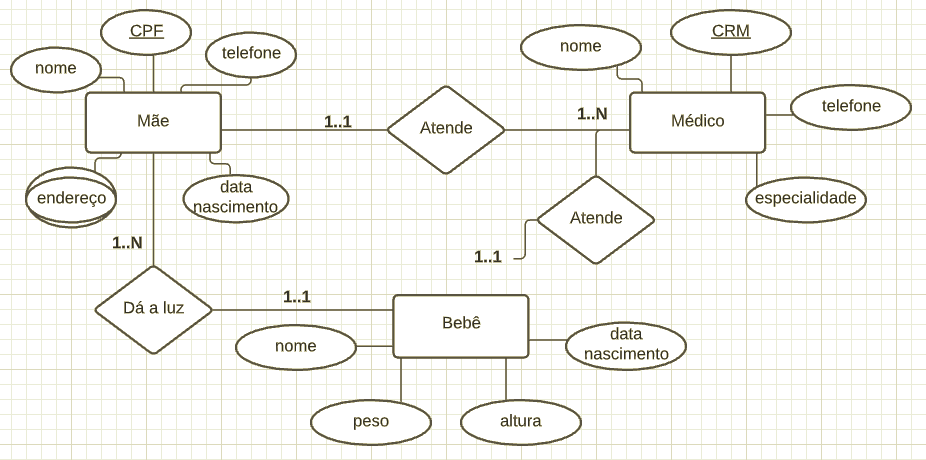 CPF
nome
telefone
Mãe
endereço
data
nascimento
1..1
Atende
1..N
nome
CRM
telefone
Médico
especialidade
Atende
1..1
1..N
Dá a luz
1..1
Bebê
nome
data
nascimento
peso
altura